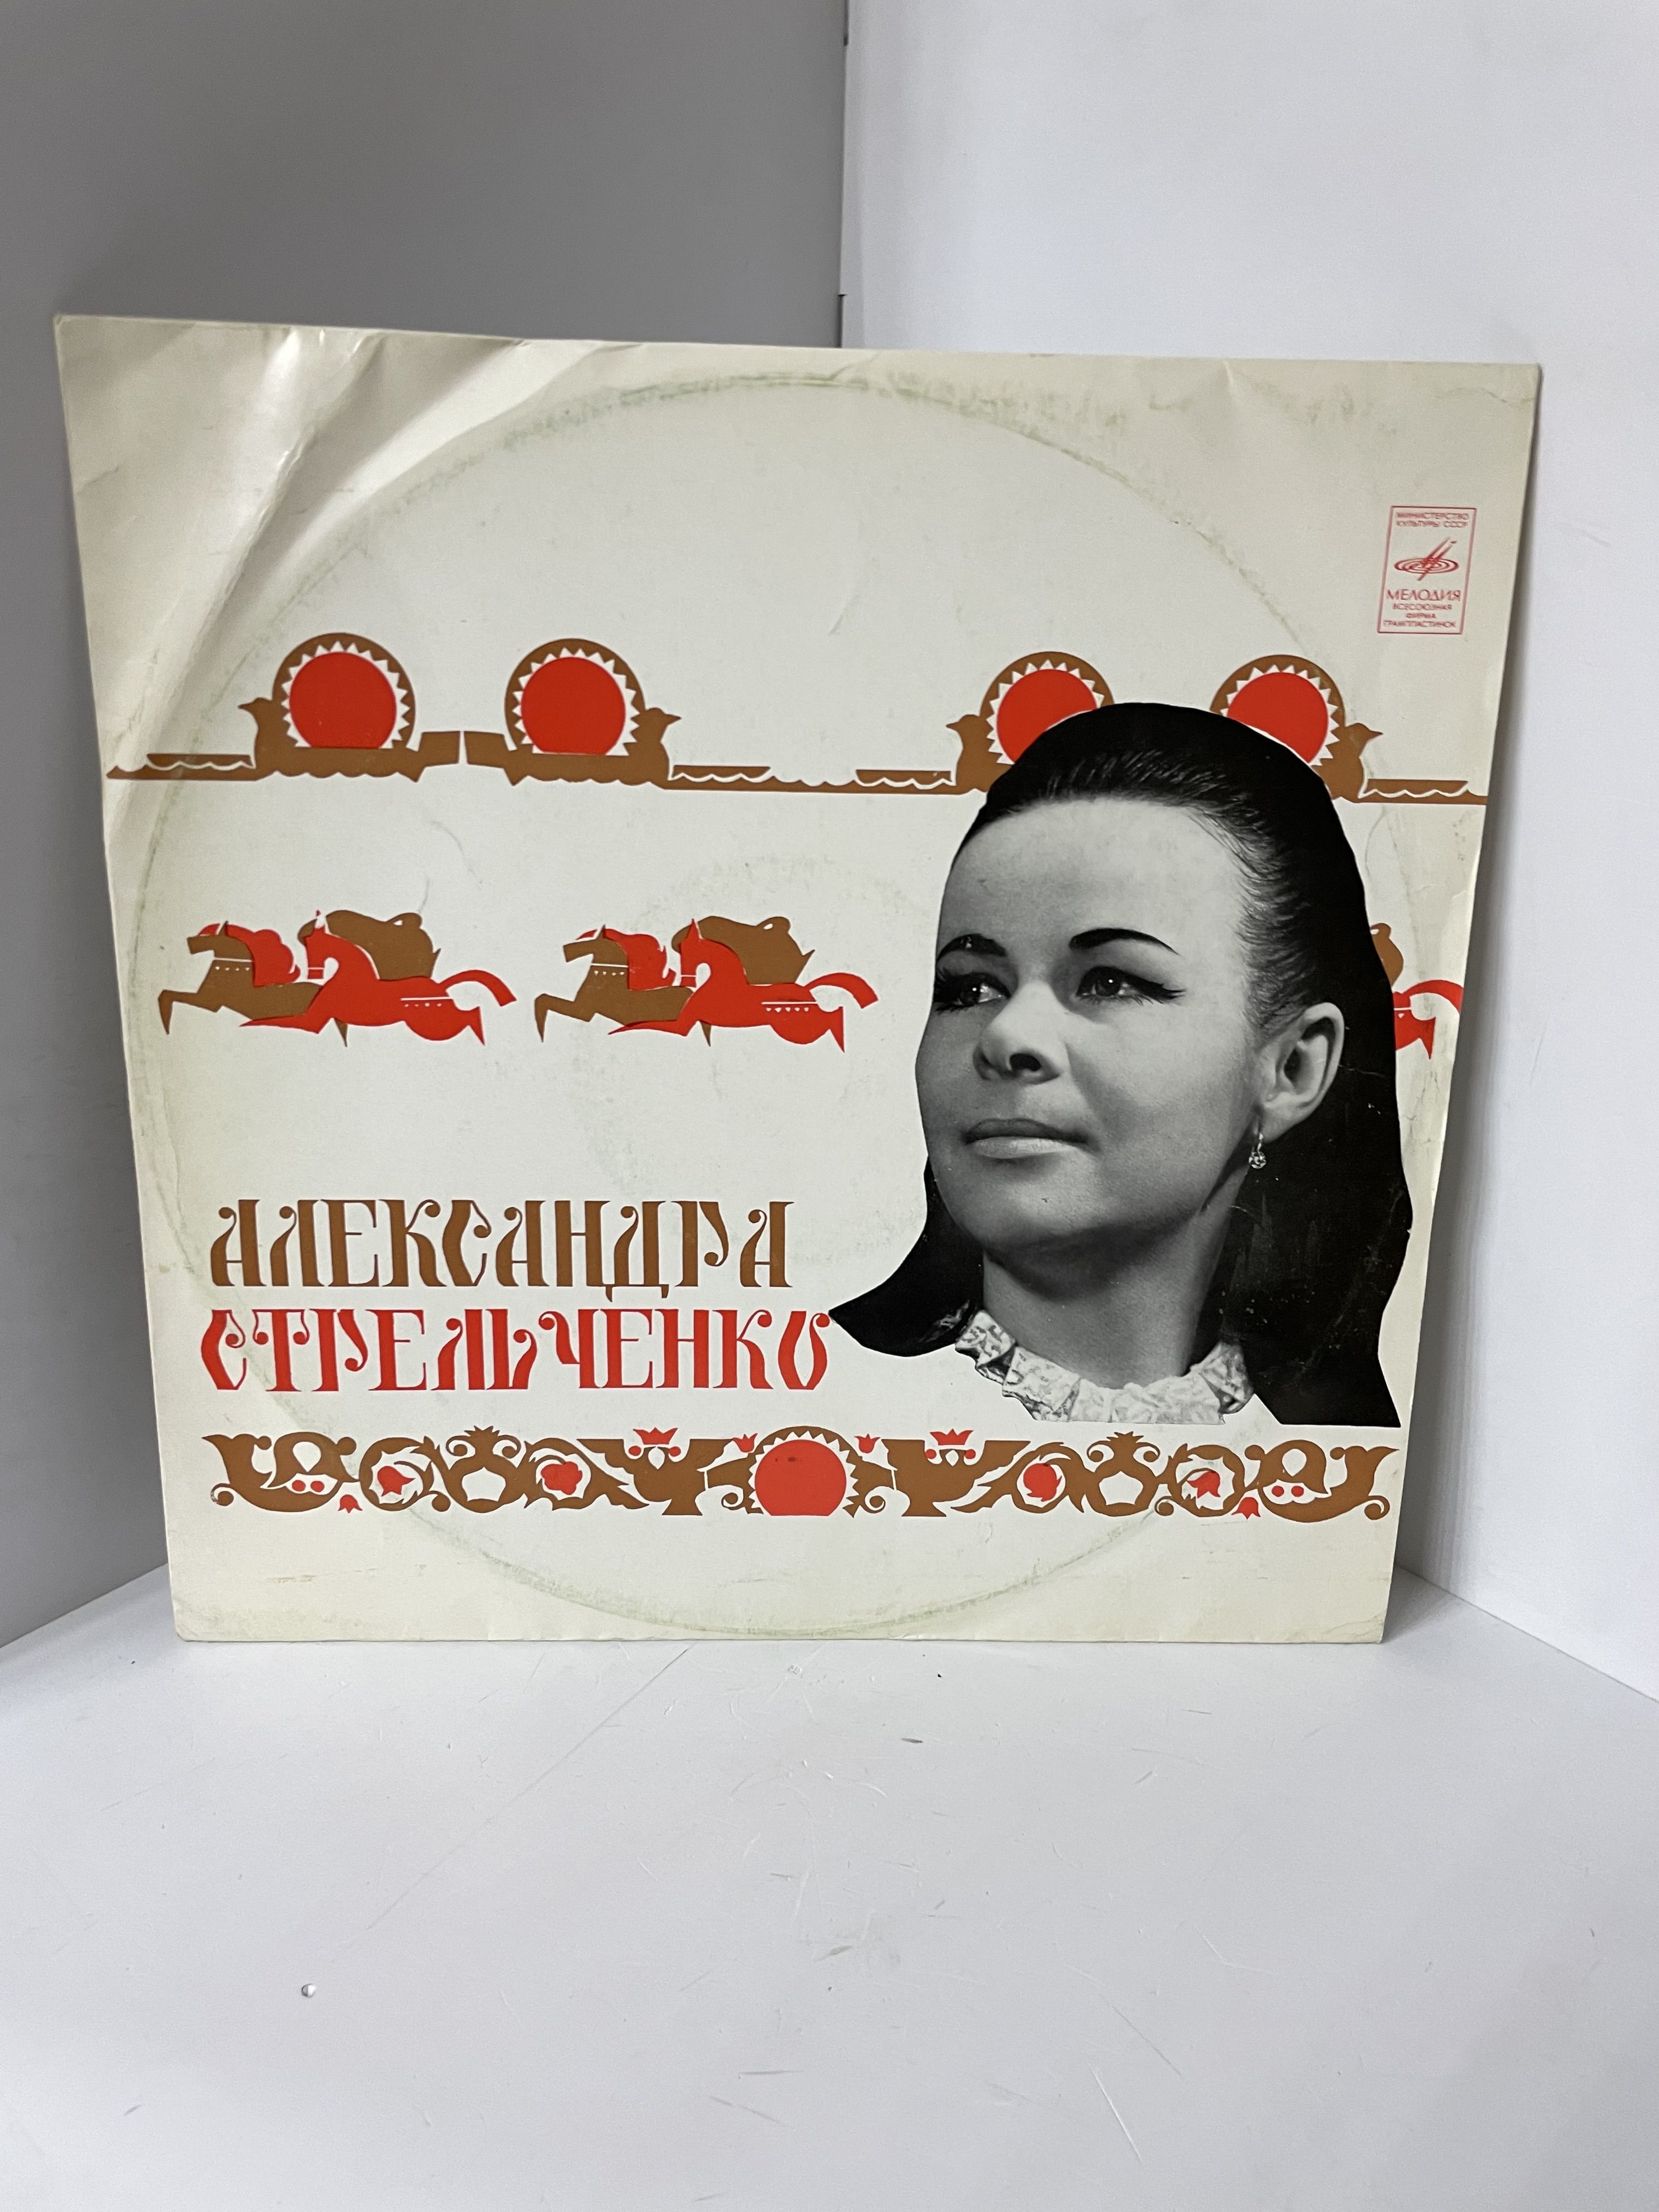 МИНИСТЕРСТВО
КУЛЬТУРЫ СССР
МЕЛОДИЯ
ВСЕСОЮЗНАЯ
ФИРМА
ГРАМПЛАСТИНОК
АЛЕКСАНДРА
СТРЕЛЬЧЕНКО